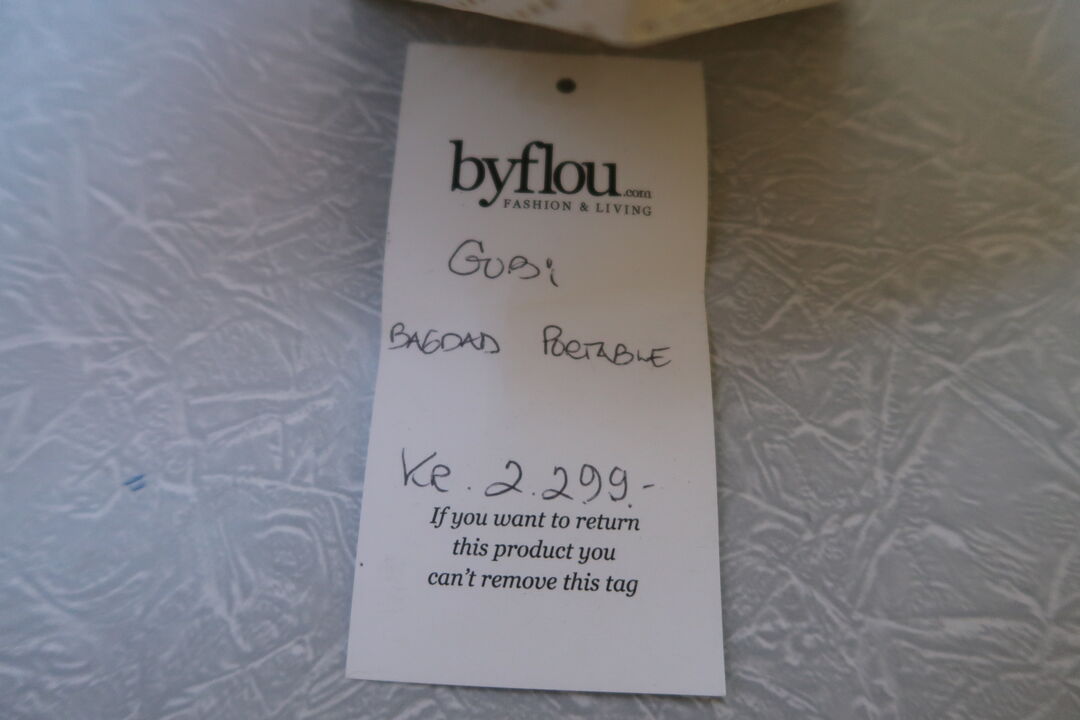 byflou.com
FASHION & LIVING
GUBi
BAGDAD PORTABLE
KR. 2.299.-
If you want to return
this product you
can't remove this tag